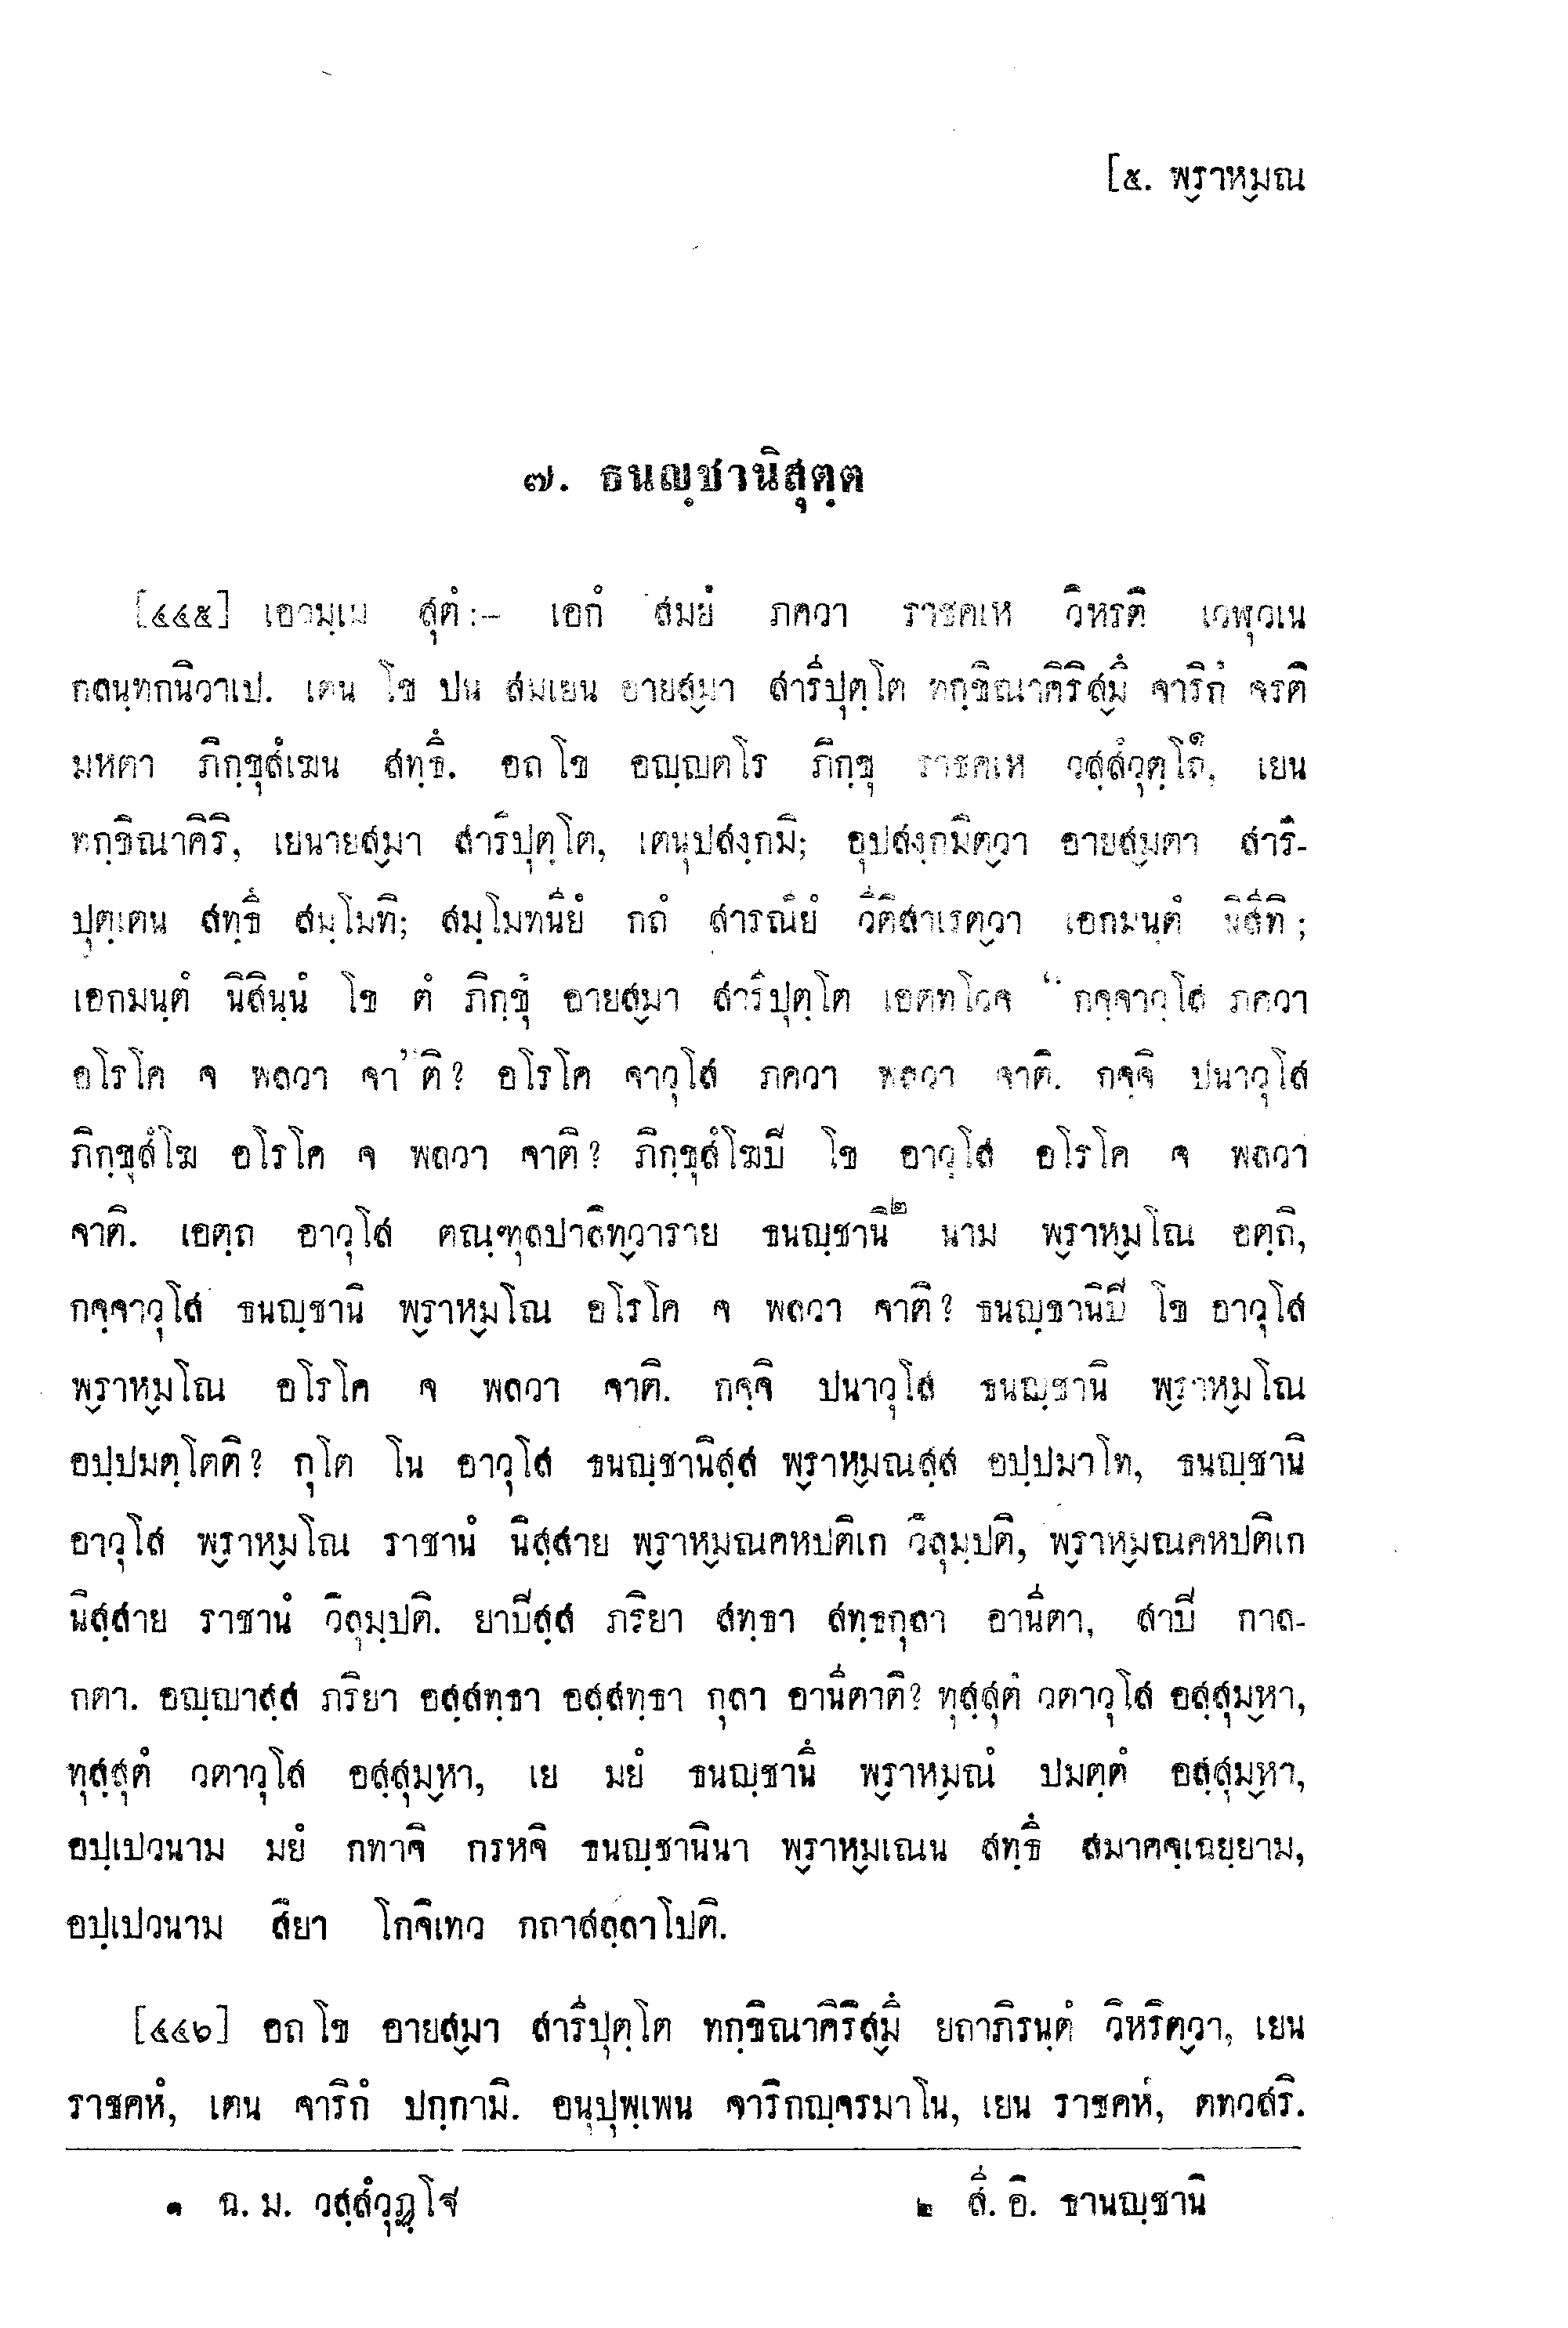 [๕. พ๎ราห๎มณ
๗. ธนญฺชานิสุตฺต
[๔๔๕] เอวมฺเม สุตํ:– เอกํ สมยํ ภควา ราชคเห วิหรติ เวฬุวเน
กลนฺทกนิวาเป. เตน โข ปน สมเยน อายส๎มา สารีปุตฺโต ทกฺขิณาคิริส๎มึ จาริกํ จรติ
มหตา ภิกฺขุสํเฆน สทฺธึ. อถ โข อญฺญตโร ภิกฺขุ ราชคเห วสฺสํวุตฺโถ๑, เยน
ทกฺขิณาคิริ, เยนายส๎มา สารีปุตฺโต, เตนุปสงฺกมิ; อุปสงฺกมิต๎วา อายส๎มตา สารี-
ปุตฺเตน สทฺธึ สมฺโมทิ; สมฺโมทนียํ กถํ สารณียํ วีติสาเรต๎วา เอกมนฺตํ นิสีทิ;
เอกมนฺตํ นิสินฺนํ โข ตํ ภิกฺขุํ อายส๎มา สารีปุตฺโต เอตทโวจ “กจฺจาวุโส ภควา
อโรโค จ พลวา จา”ติ? อโรโค จาวุโส ภควา พลวา จาติ. กจฺจิ ปนาวุโส
ภิกฺขุสํโฆ อโรโค จ พลวา จาติ? ภิกฺขุสํโฆปิ โข อาวุโส อโรโค จ พลวา
จาติ. เอตฺถ อาวุโส ตณฺฑุลปาลิท๎วาราย ธนญฺชานิ๒ นาม พ๎ราห๎มโณ อตฺถิ,
กจฺจาวุโส ธนญฺชานิ พ๎ราห๎มโณ อโรโค จ พลวา จาติ? ธนญฺชานิปิ โข อาวุโส
พ๎ราห๎มโณ อโรโค จ พลวา จาติ. กจฺจิ ปนาวุโส ธนญฺชานิ พ๎ราห๎มโณ
อปฺปมตฺโตติ? กุโต โน อาวุโส ธนญฺชานิสฺส พ๎ราห๎มณสฺส อปฺปมาโท, ธนญฺชานิ
อาวุโส พ๎ราห๎มโณ ราชานํ นิสฺสาย พ๎ราห๎มณคหปติเก วิลุมฺปติ, พ๎ราห๎มณคหปติเก
นิสฺสาย ราชานํ วิลุมฺปติ. ยาปิสฺส ภริยา สทฺธา สทฺธกุลา อานีตา, สาปิ กาล-
กตา. อญฺญาสฺส ภริยา อสฺสทฺธา อสฺสทฺธา กุลา อานีตาติ? ทุสฺสุตํ วตาวุโส อสฺสุม๎หา,
ทุสฺสุตํ วตาวุโส อสฺสุม๎หา, เย มยํ ธนญฺชานึ พ๎ราห๎มณํ ปมตฺตํ อสฺสุม๎หา,
อปฺเปวนาม มยํ กทาจิ กรหจิ ธนญฺชานินา พ๎ราห๎มเณน สทฺธึ สมาคจฺเฉยฺยาม,
อปฺเปวนาม สิยา โกจิเทว กถาสลฺลาโปติ.
[๔๔๖] อถ โข อายส๎มา สารีปุตฺโต ทกฺขิณาคิริส๎มึ ยถาภิรนฺตํ วิหริต๎วา, เยน
ราชคหํ, เตน จาริกํ ปกฺกามิ. อนุปุพฺเพน จาริกญฺจรมาโน, เยน ราชคหํ, ตทวสริ.
๑ ฉ. ม. วสฺสํวุฏฺโฐ
๒ สี. อิ. ธานญฺชานิ